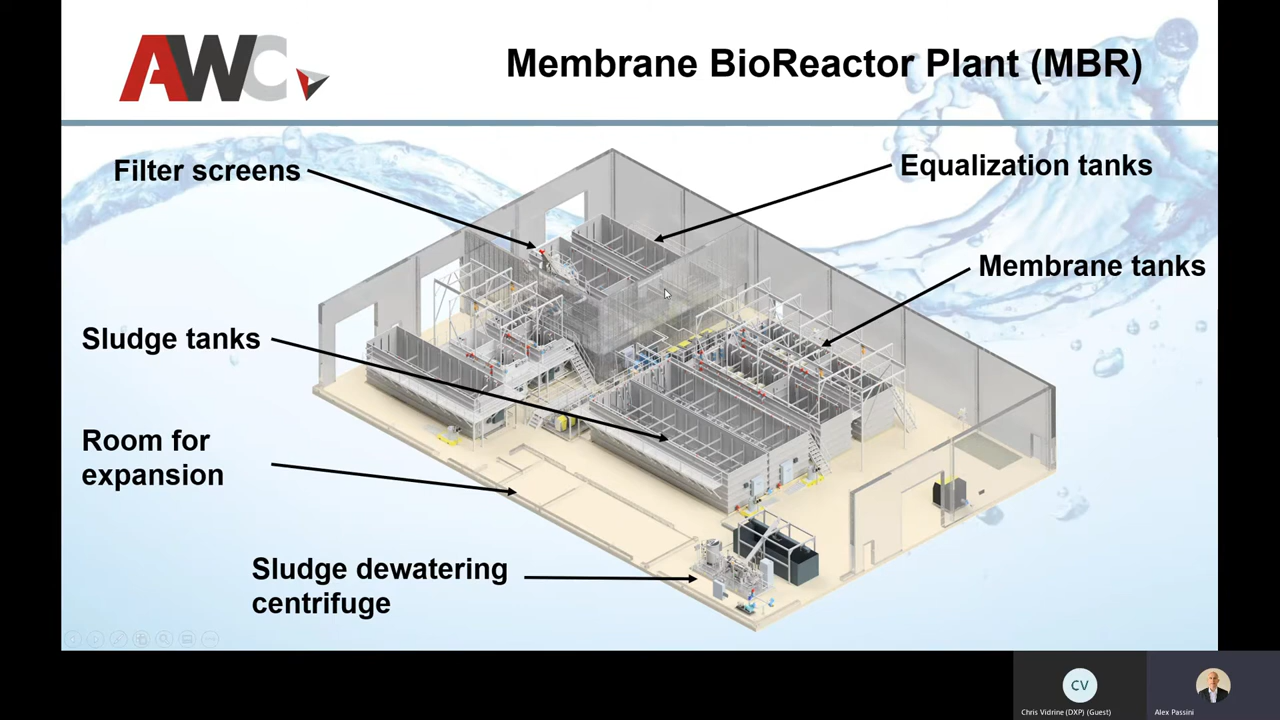 AWC
Membrane BioReactor Plant (MBR)
Filter screens
Equalization tanks
Membrane tanks
Sludge tanks
Room for
expansion
Sludge dewatering
centrifuge
CV
Chris Vidrine (DXP) (Guest)
Alex Passini